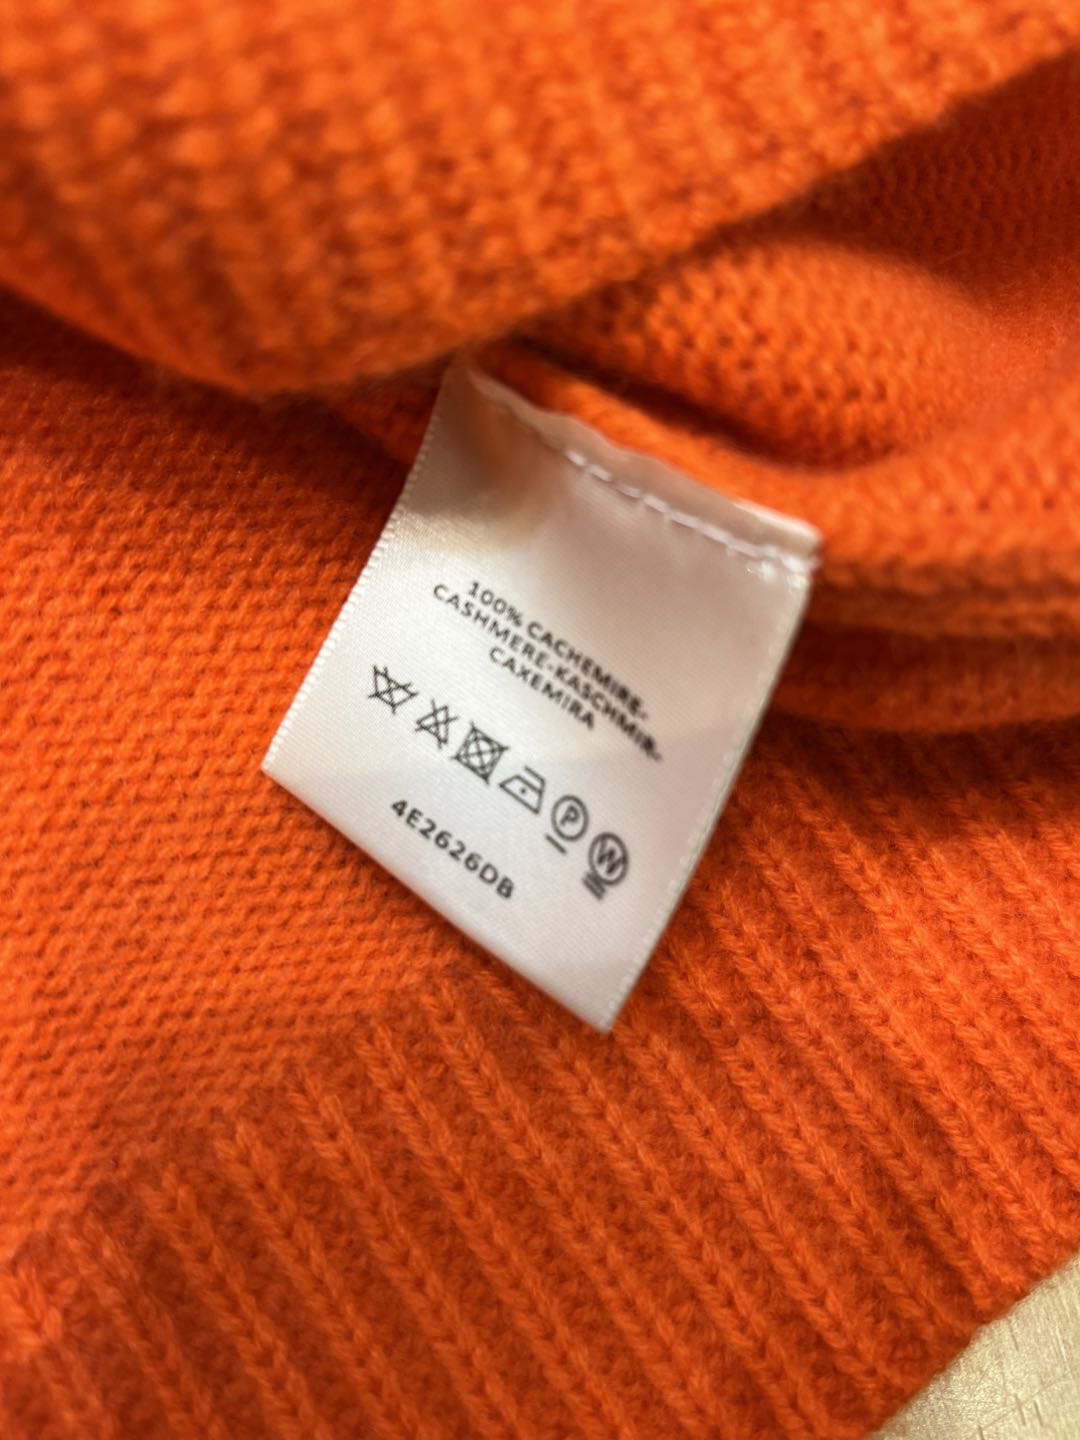 100% CACHEMIRE-
CASHMERE-KASCHMIR-
CAXEMIRA
P
W
4E2626DB